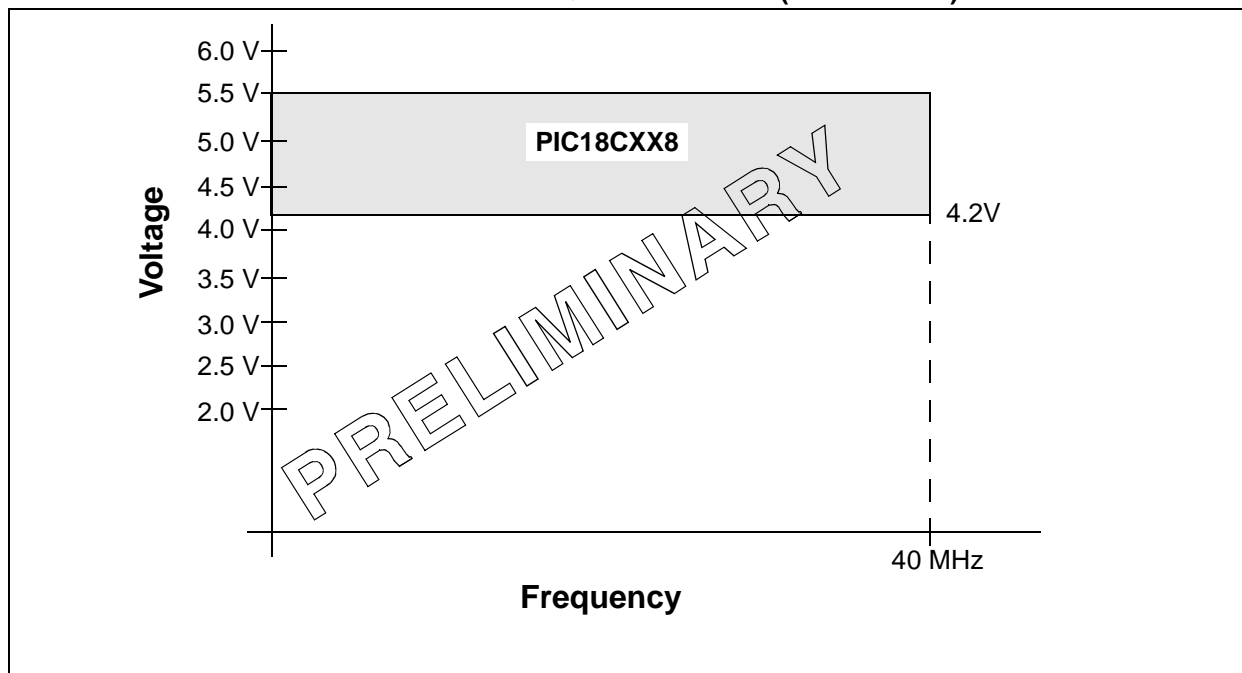 6.0 V
5.5 V
5.0 V
4.5 V
4.0 V
3.5 V
3.0 V
2.5 V
2.0 V
Voltage
PIC18CXX8
4.2V
PRELIMINARY
40 MHz
Frequency